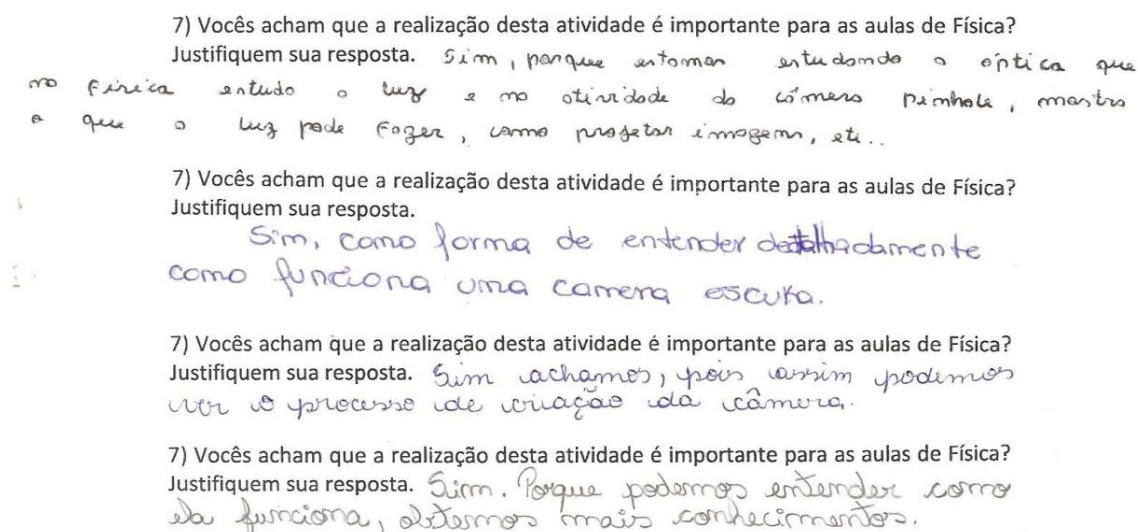 7) Vocês acham que a realização desta atividade é importante para as aulas de Física?
Justifiquem sua resposta. Sim, porque estamos estudando a óptica que
na Física estuda a luz e na atividade da câmera Pinhole, mostra
o que a luz pode fazer, como projetar imagem, etc..
7) Vocês acham que a realização desta atividade é importante para as aulas de Física?
Justifiquem sua resposta.
Sim, como forma de entender detalhadamente
como funciona uma camera escura.
7) Vocês acham que a realização desta atividade é importante para as aulas de Física?
Justifiquem sua resposta. Sim achamos, pois assim podemos
ver o processo de criação da câmera.
7) Vocês acham que a realização desta atividade é importante para as aulas de Física?
Justifiquem sua resposta. Sim. Porque podemos entender como
ela funciona, obtemos mais conhecimentos.